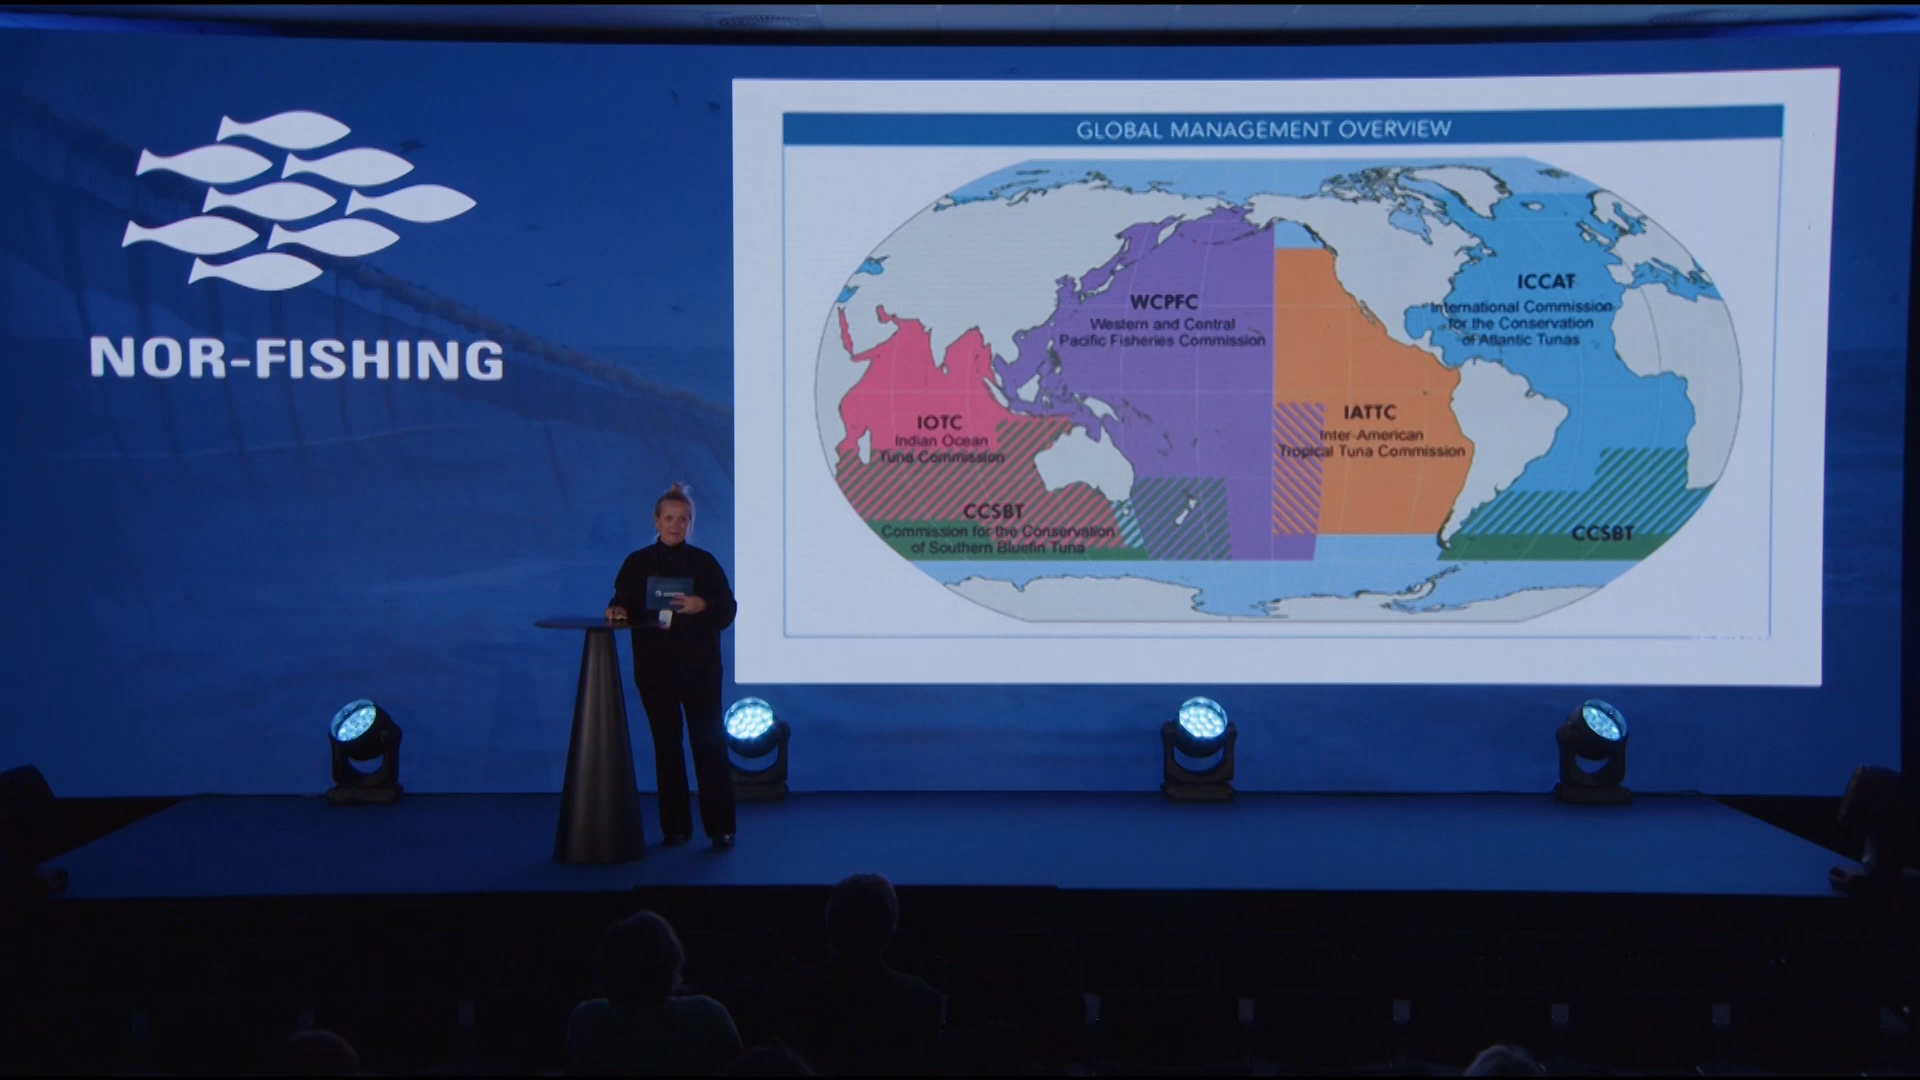 NOR-FISHING
GLOBAL MANAGEMENT OVERVIEW
WCPFC
Western and Central
Pacific Fisheries Commission
ICCAT
International Commission
for the Conservation
of Atlantic Tunas
IOTC
Indian Ocean
Tuna Commission
IATTC
Inter-American
Tropical Tuna Commission
CCSBT
Commission for the Conservation
of Southern Bluefin Tuna
CCSBT